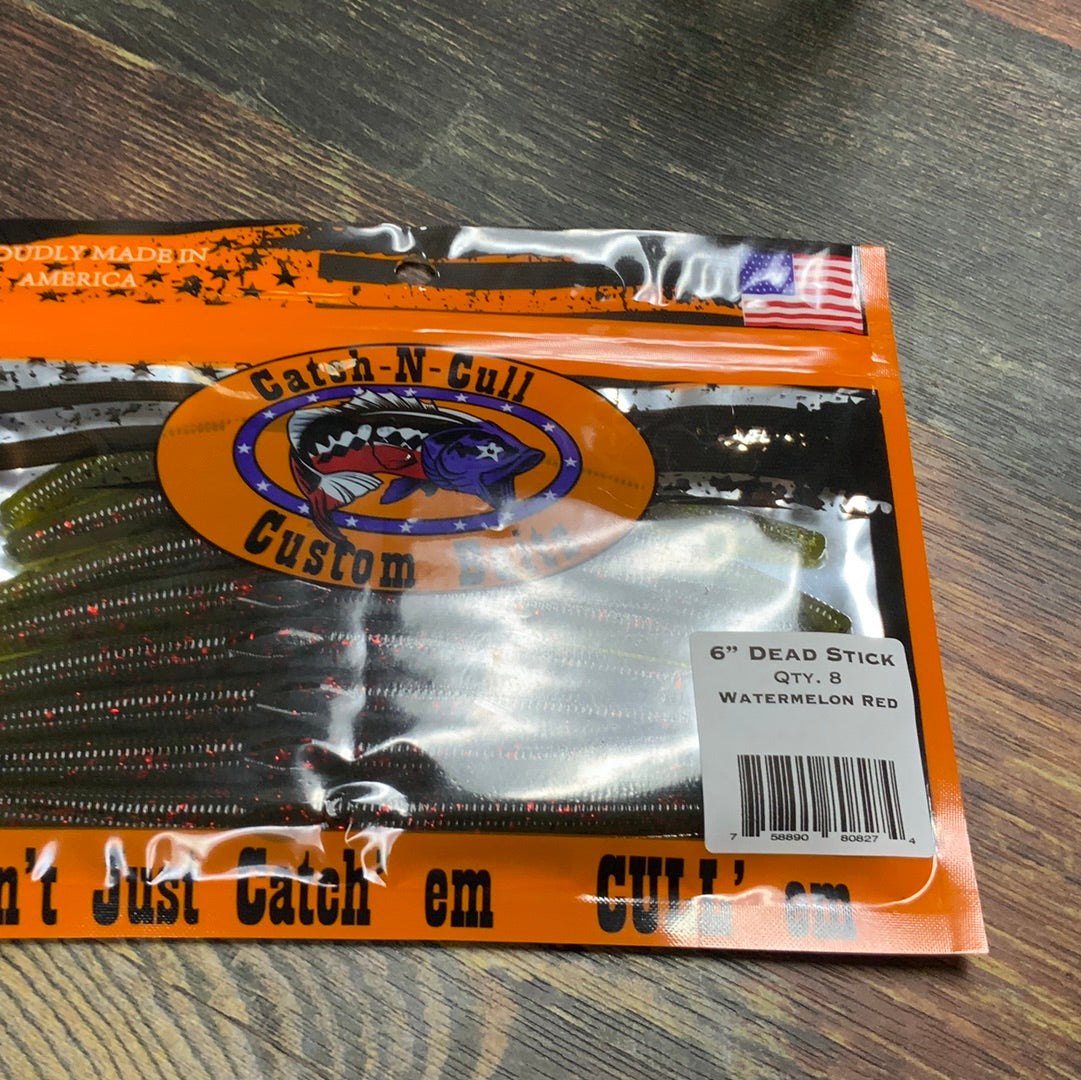 OUDLY MADE IN
AMERICA
Catch-N-Cull
Custom Baits
6” Dead Stick
Qty. 8
Watermelon Red
7 58890 80827 4
n't Just Catch' em CULL' em